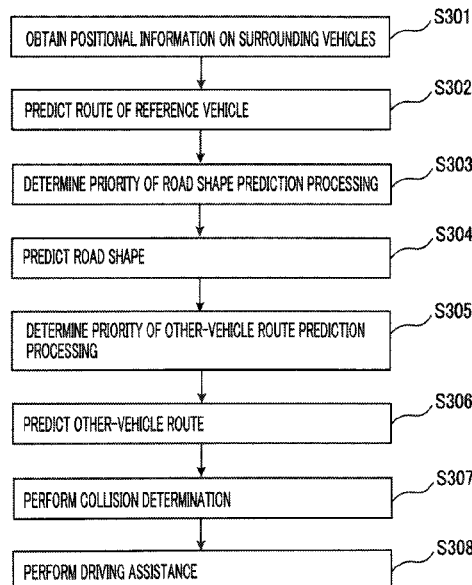 S301
OBTAIN POSITIONAL INFORMATION ON SURROUNDING VEHICLES
S302
PREDICT ROUTE OF REFERENCE VEHICLE
S303
DETERMINE PRIORITY OF ROAD SHAPE PREDICTION PROCESSING
S304
PREDICT ROAD SHAPE
S305
DETERMINE PRIORITY OF OTHER-VEHICLE ROUTE PREDICTION
PROCESSING
S306
PREDICT OTHER-VEHICLE ROUTE
S307
PERFORM COLLISION DETERMINATION
S308
PERFORM DRIVING ASSISTANCE